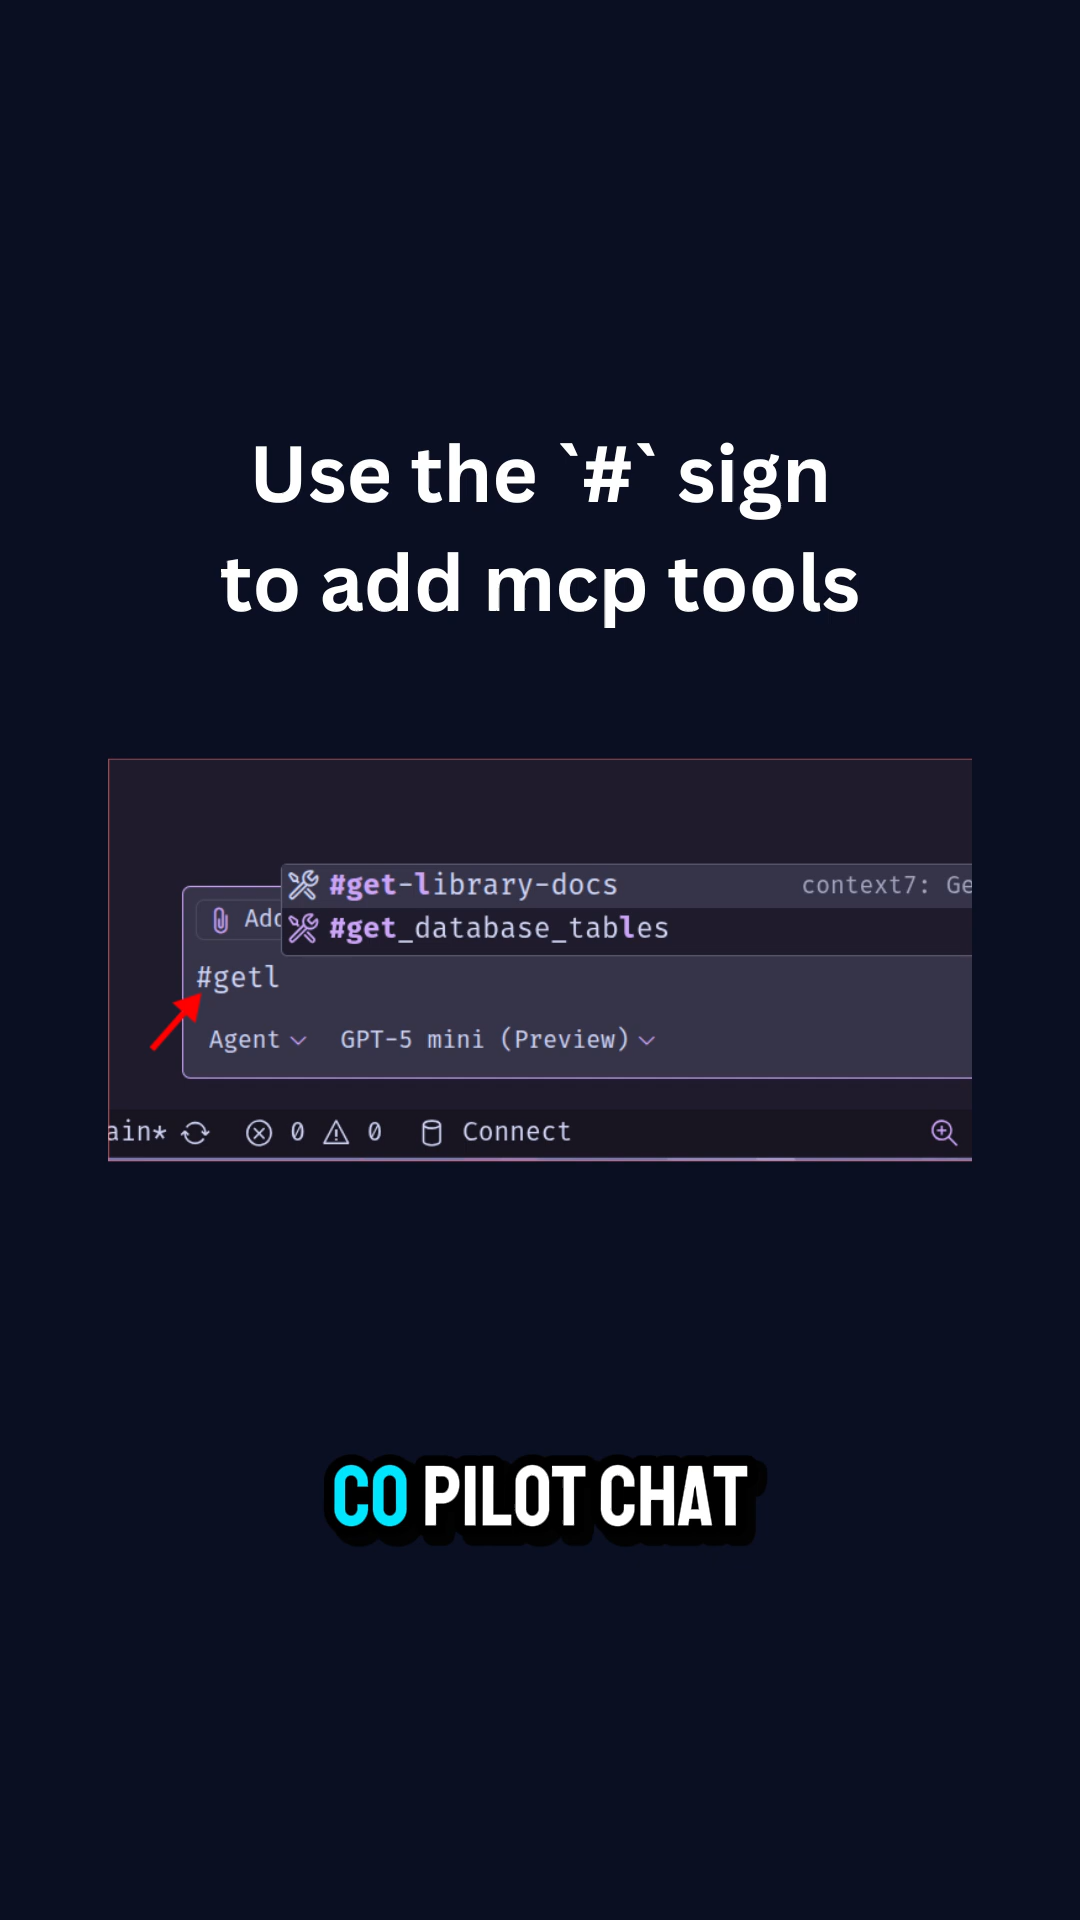 Use the `#` sign
to add mcp tools
#get-library-docs context7: Ge
Add
#get_database_tables
#getl
Agent GPT-5 mini (Preview)
ain* 0 0 Connect
CO PILOT CHAT